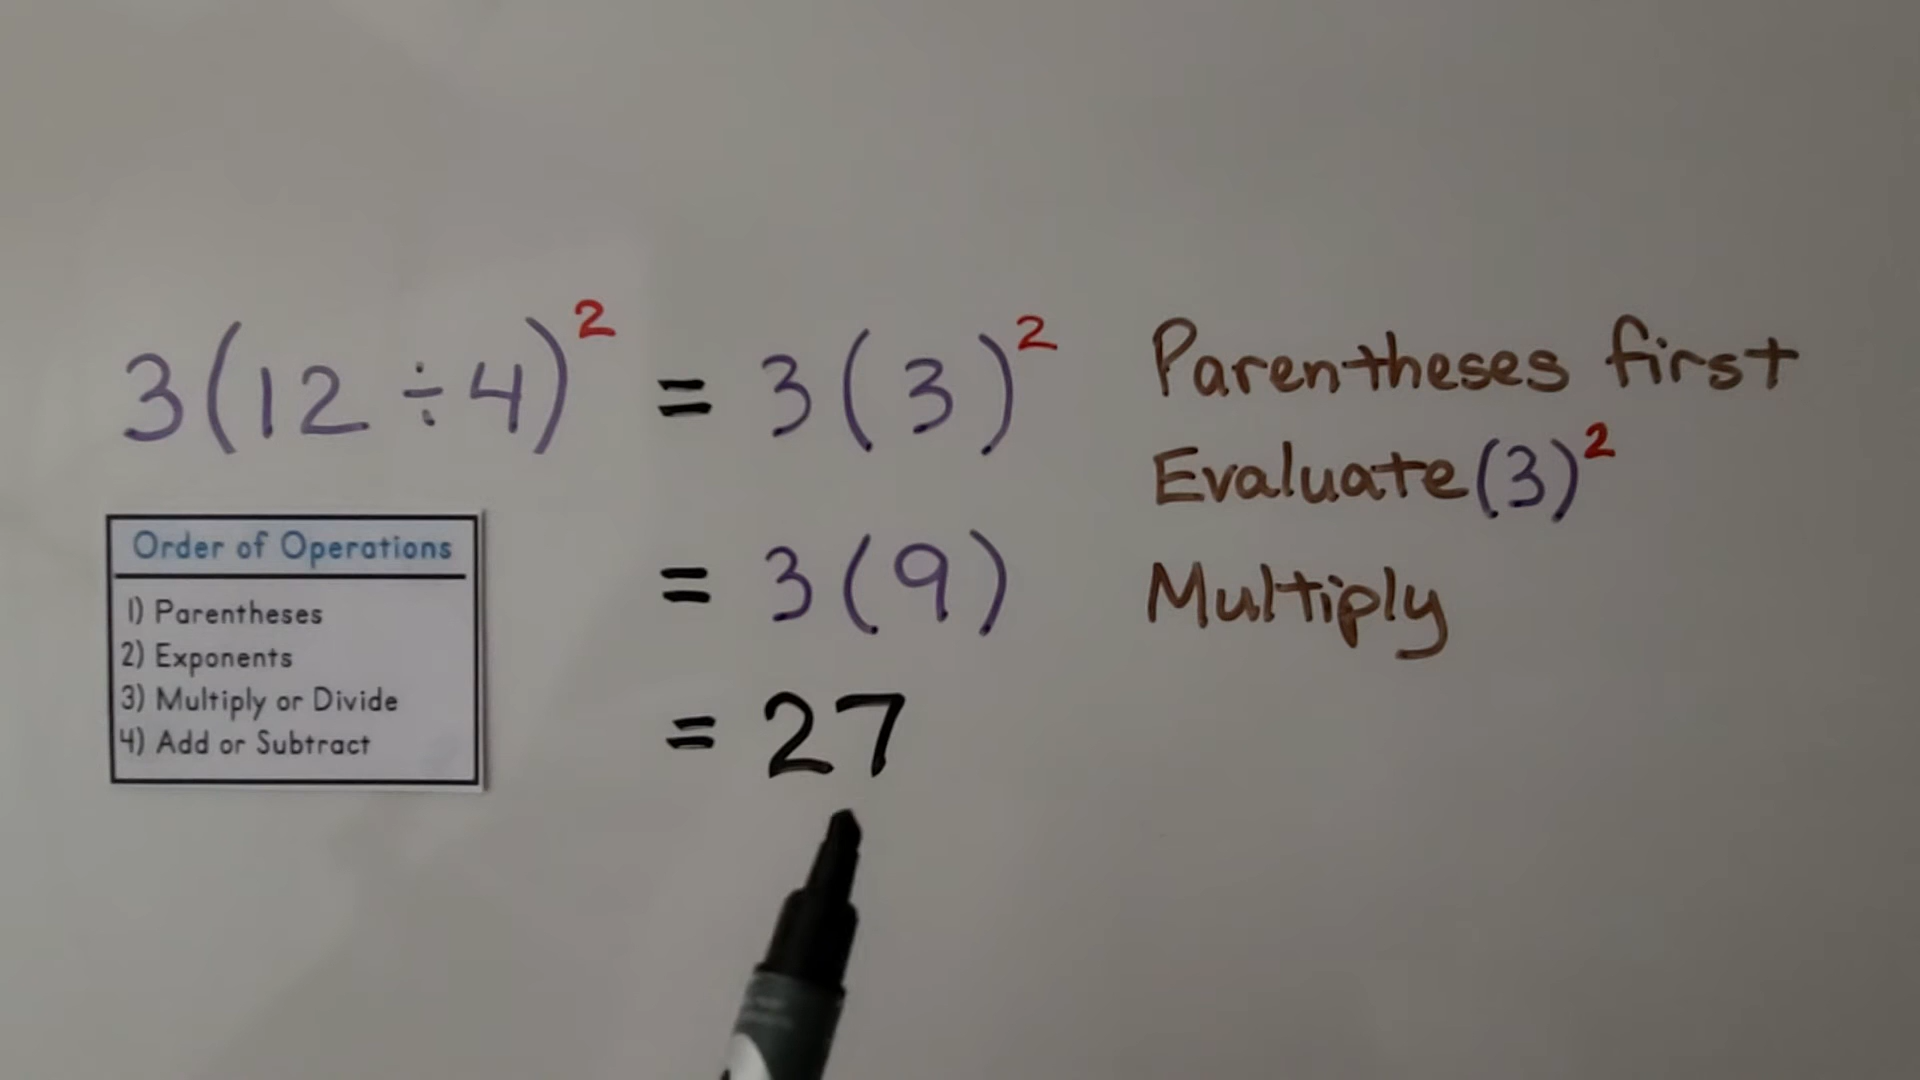 3(12 ÷ 4)² = 3(3)² Parentheses first
Evaluate (3)²
= 3(9) Multiply
= 27
Order of Operations
1) Parentheses
2) Exponents
3) Multiply or Divide
4) Add or Subtract